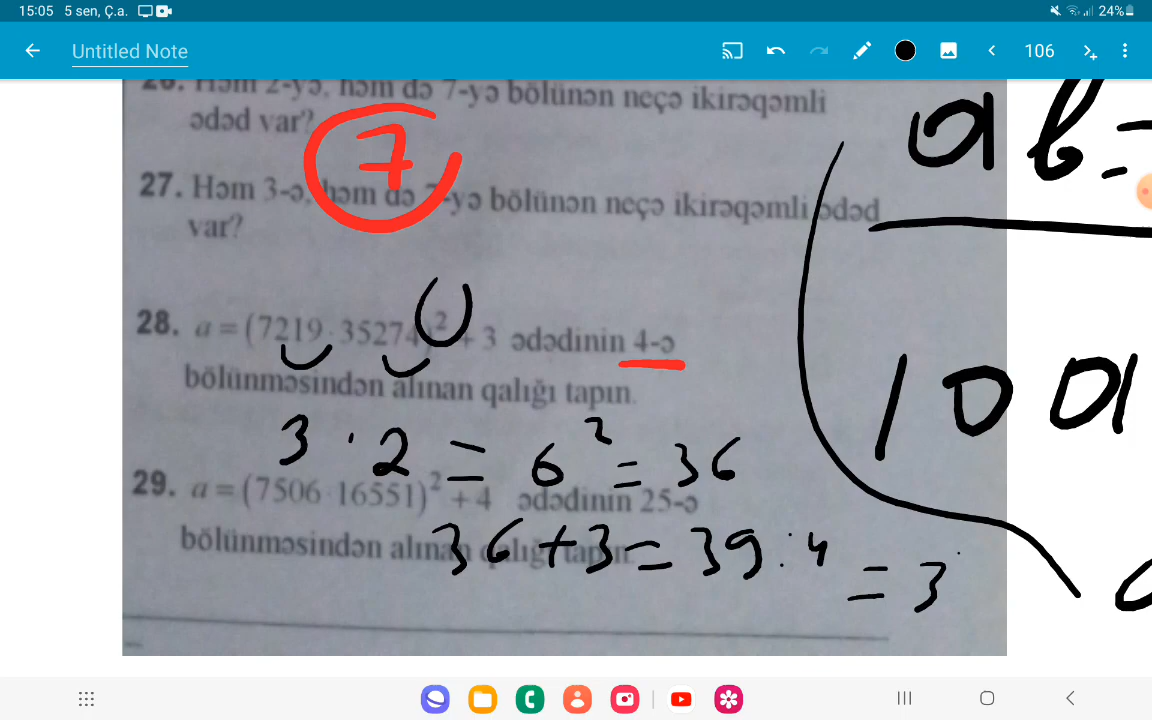 15:05 5 sen, Ç.a. 24%
Untitled Note 106
26. Həm 2-yə, həm də 7-yə bölünən neçə ikirəqəmli
ədəd var?
7
27. Həm 3-ə, həm də 7-yə bölünən neçə ikirəqəmli ədəd
var?
28. a = (7219 · 35274)² + 3 ədədinin 4-ə
bölünməsindən alınan qalığı tapın.
3 · 2 = 6² = 36
29. a = (7506 · 16551)² + 4 ədədinin 25-ə
bölünməsindən alınan qalığı tapın.
36 + 3 = 39 : 4
= 3
ab =
100a